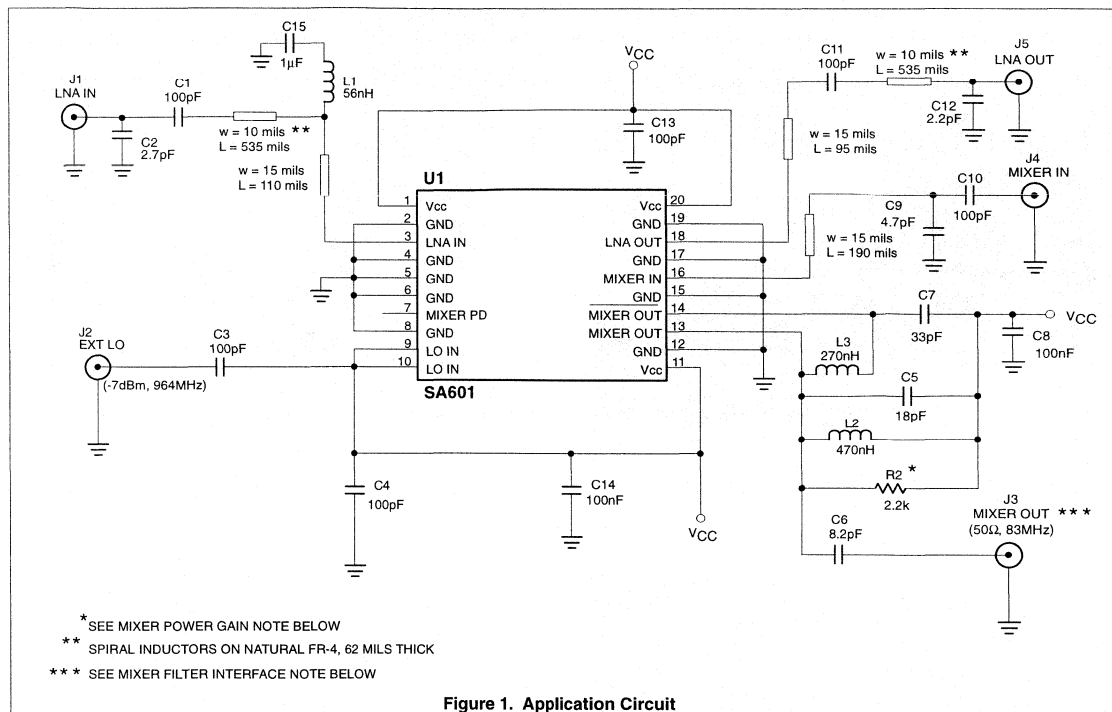 C15
1μF
L1
56nH
J1
LNA IN
C1
100pF
C2
2.7pF
w = 10 mils **
L = 535 mils
w = 15 mils
L = 110 mils
VCC
C13
100pF
C11
100pF
w = 10 mils **
L = 535 mils
J5
LNA OUT
C12
2.2pF
w = 15 mils
L = 95 mils
J4
MIXER IN
C10
100pF
C9
4.7pF
w = 15 mils
L = 190 mils
U1
1 Vcc Vcc 20
2 GND GND 19
3 LNA IN LNA OUT 18
4 GND GND 17
5 GND MIXER IN 16
6 GND GND 15
7 MIXER PD MIXER OUT 14
8 GND MIXER OUT 13
9 LO IN GND 12
10 LO IN Vcc 11
SA601
J2
EXT LO
(-7dBm, 964MHz)
C3
100pF
C7
33pF
VCC
C8
100nF
L3
270nH
C5
18pF
L2
470nH
R2 *
2.2k
C6
8.2pF
J3
MIXER OUT ***
(50Ω, 83MHz)
C4
100pF
C14
100nF
VCC
* SEE MIXER POWER GAIN NOTE BELOW
** SPIRAL INDUCTORS ON NATURAL FR-4, 62 MILS THICK
*** SEE MIXER FILTER INTERFACE NOTE BELOW
Figure 1. Application Circuit